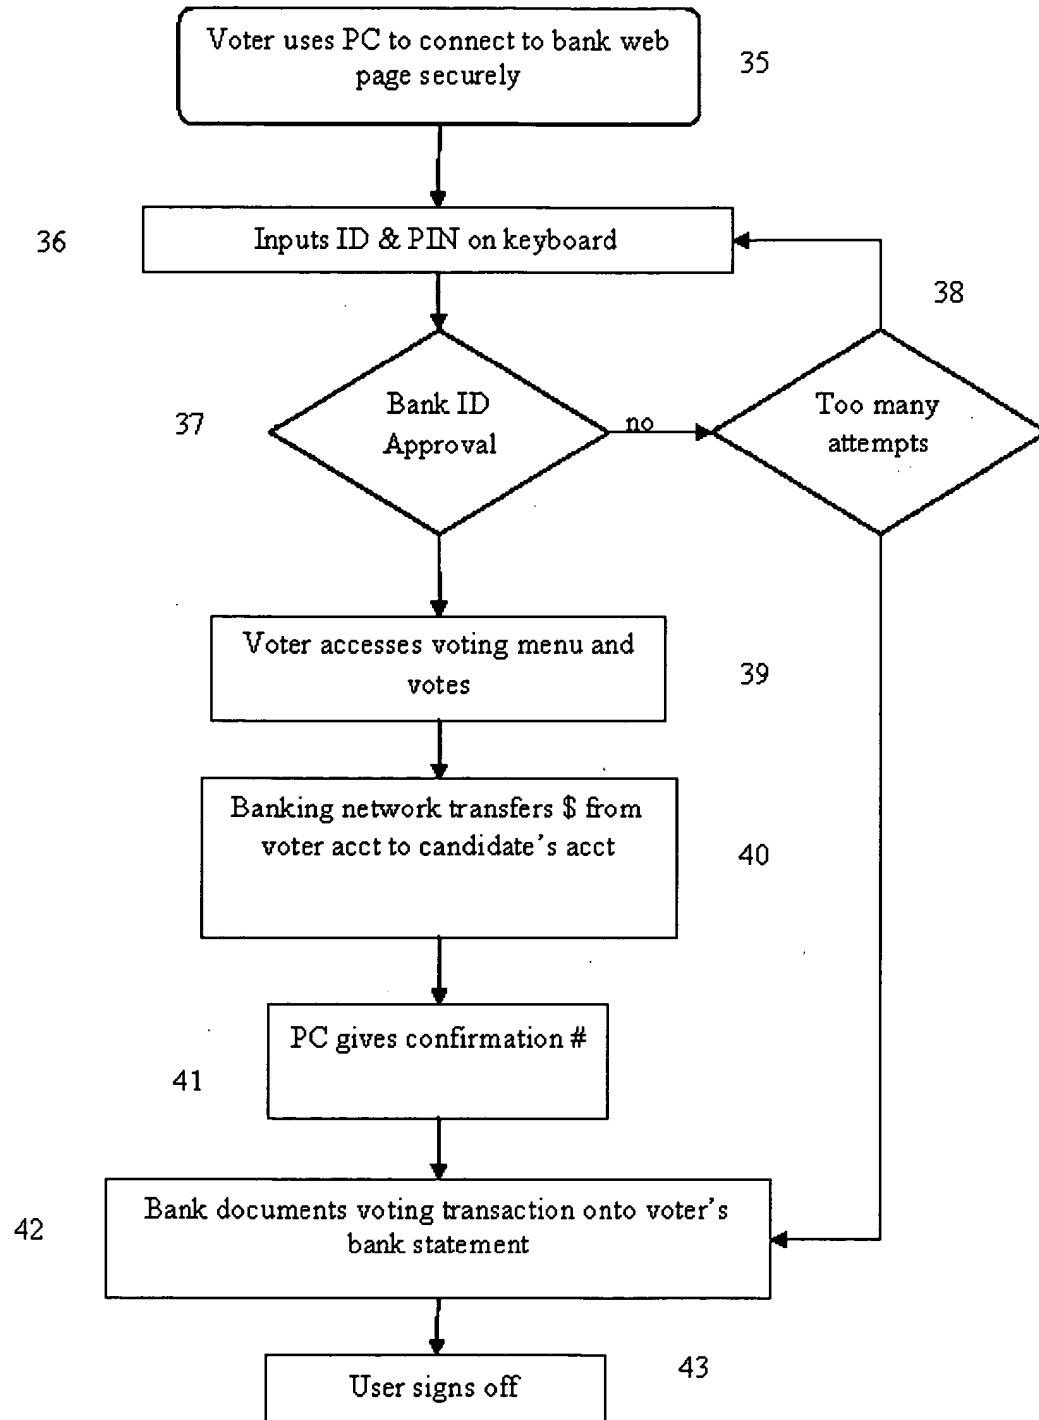 Voter uses PC to connect to bank web
page securely
35
36
Inputs ID & PIN on keyboard
38
37
Bank ID
Approval
no
Too many
attempts
Voter accesses voting menu and
votes
39
Banking network transfers $ from
voter acct to candidate's acct
40
PC gives confirmation #
41
42
Bank documents voting transaction onto voter's
bank statement
43
User signs off